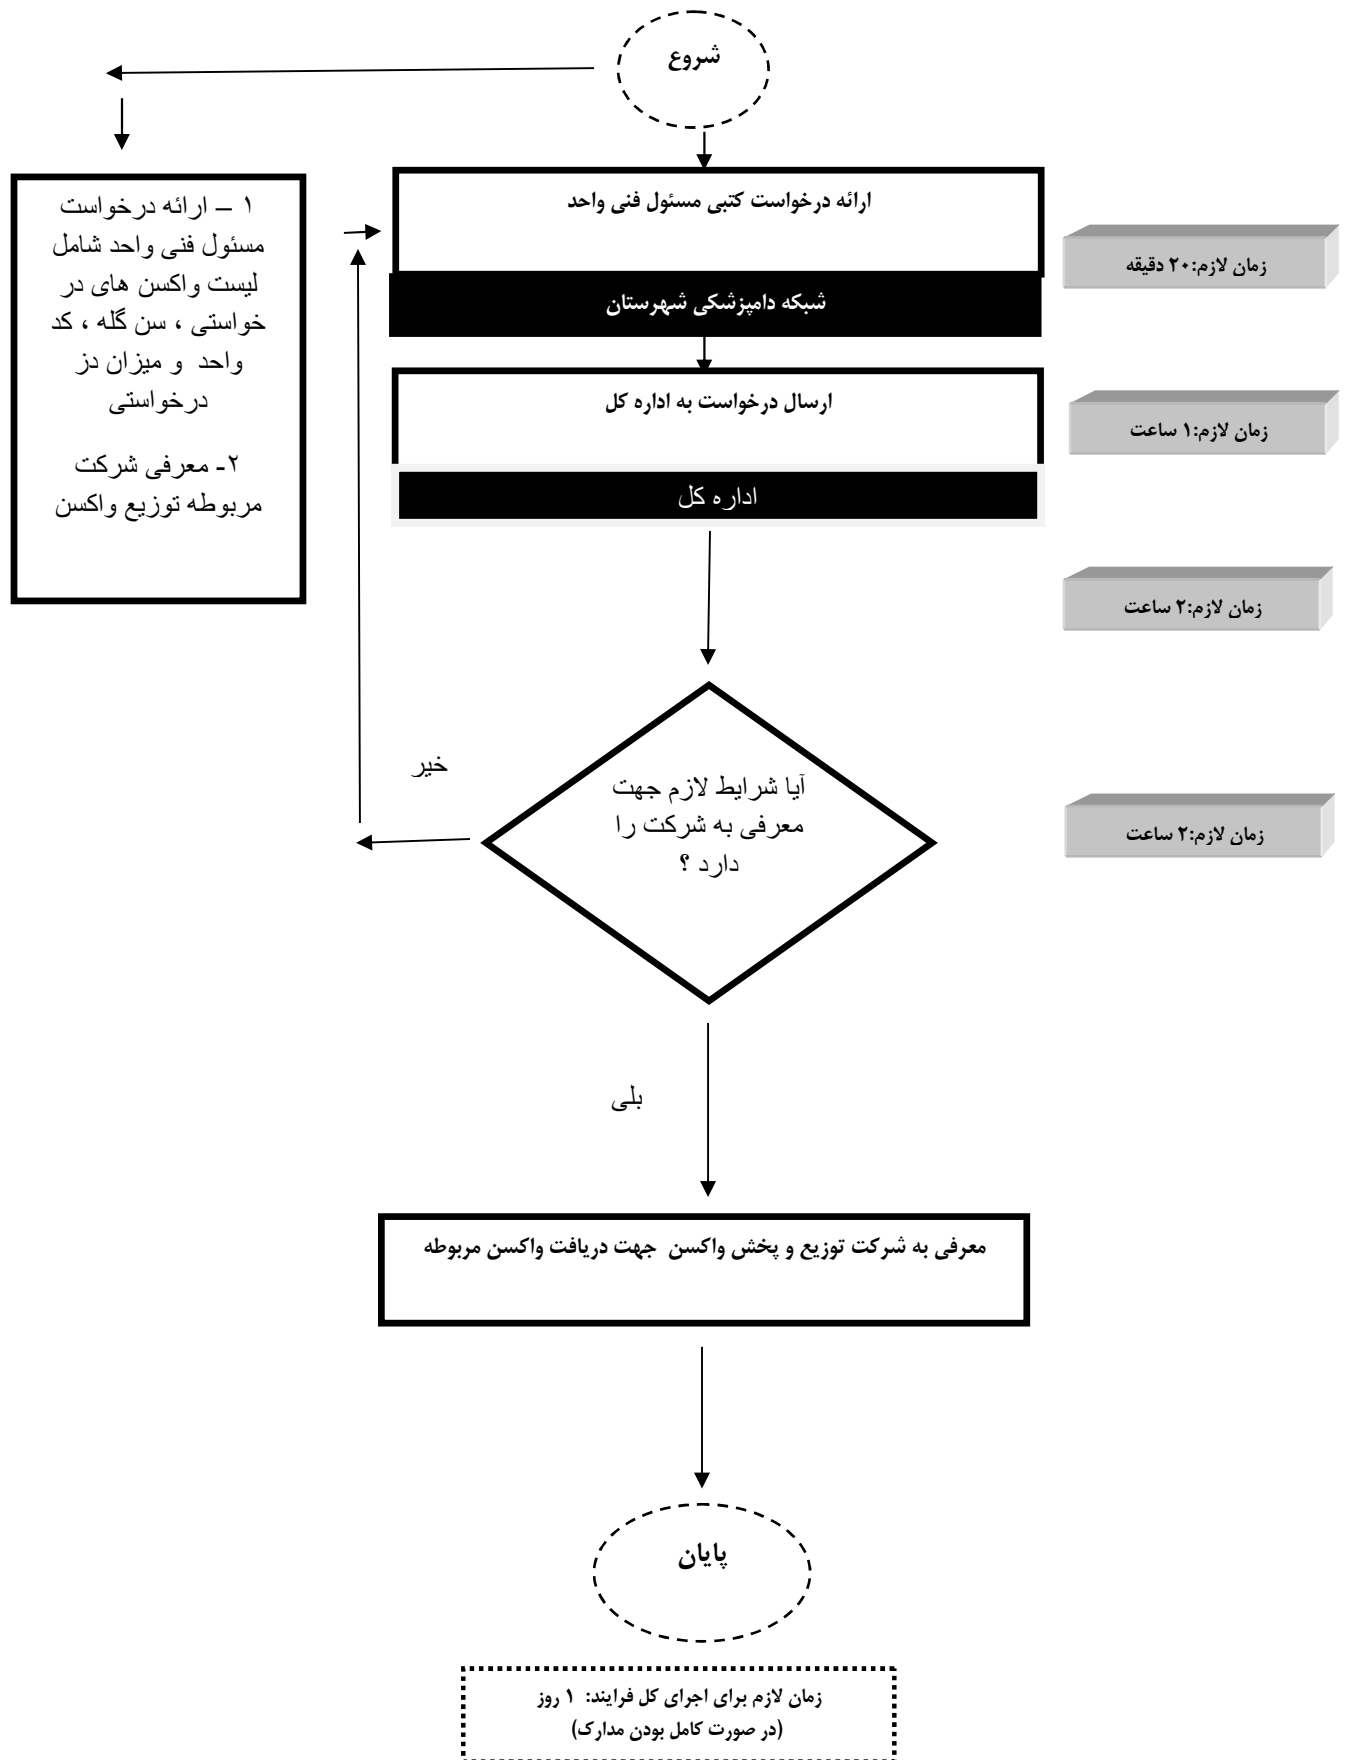 شروع
۱ – ارائه درخواست
مسئول فنی واحد شامل
لیست واکسن های در
خواستی ، سن گله ، کد
واحد و میزان دز
درخواستی
۲- معرفی شرکت
مربوطه توزیع واکسن
ارائه درخواست کتبی مسئول فنی واحد
زمان لازم:۲۰ دقیقه
شبکه دامپزشکی شهرستان
ارسال درخواست به اداره کل
زمان لازم:۱ ساعت
اداره کل
زمان لازم:۲ ساعت
خیر
آیا شرایط لازم جهت
معرفی به شرکت را
دارد ؟
زمان لازم:۲ ساعت
بلی
معرفی به شرکت توزیع و پخش واکسن جهت دریافت واکسن مربوطه
پایان
زمان لازم برای اجرای کل فرایند: ۱ روز
(در صورت کامل بودن مدارک)